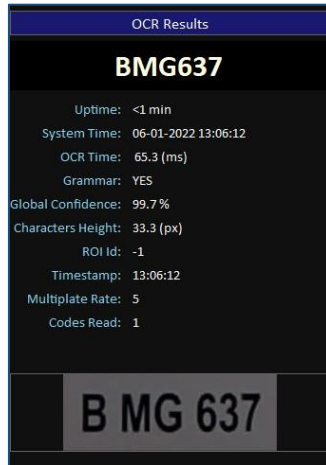 OCR Results
BMG637
Uptime: <1 min
System Time: 06-01-2022 13:06:12
OCR Time: 65.3 (ms)
Grammar: YES
Global Confidence: 99.7 %
Characters Height: 33.3 (px)
ROI Id: -1
Timestamp: 13:06:12
Multiplate Rate: 5
Codes Read: 1
B MG 637